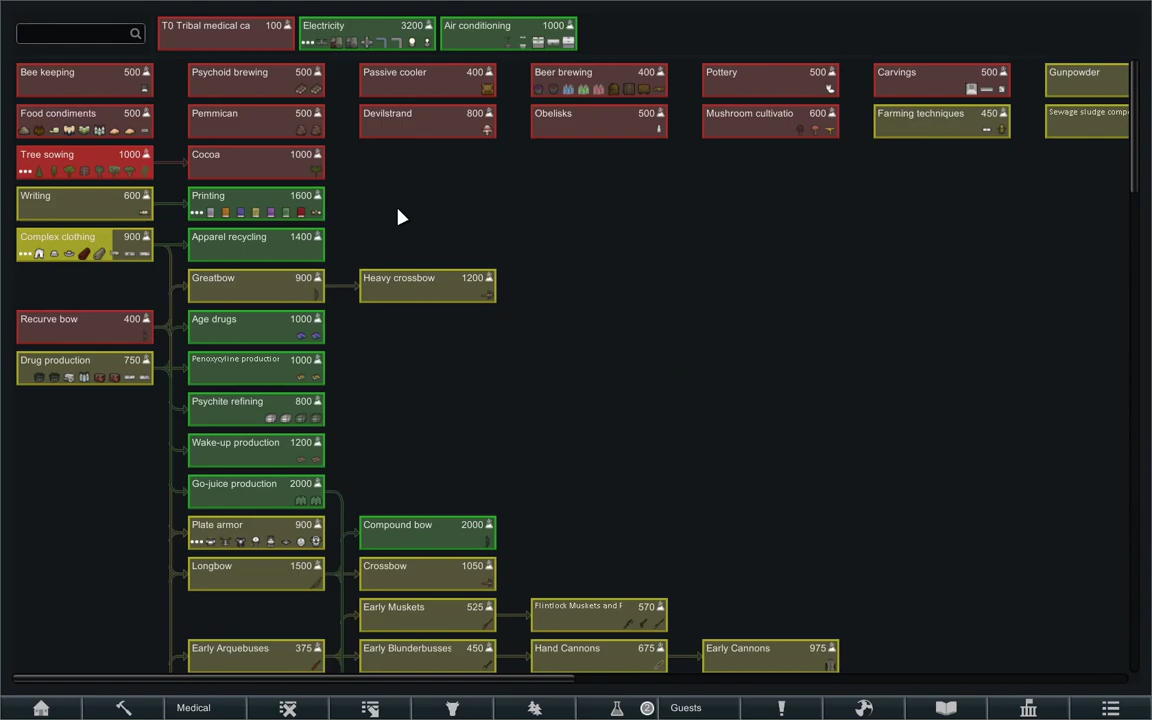 T0 Tribal medical ca 100
Electricity 3200
Air conditioning 1000
Bee keeping 500
Psychoid brewing 500
Passive cooler 400
Beer brewing 400
Pottery 500
Carvings 500
Gunpowder
Food condiments 500
Pemmican 500
Devilstrand 800
Obelisks 500
Mushroom cultivatio 600
Farming techniques 450
Sewage sludge comp
Tree sowing 1000
Cocoa 1000
Writing 600
Printing 1600
Complex clothing 900
Apparel recycling 1400
Greatbow 900
Heavy crossbow 1200
Recurve bow 400
Age drugs 1000
Drug production 750
Penoxycyline production 1000
Psychite refining 800
Wake-up production 1200
Go-juice production 2000
Plate armor 900
Compound bow 2000
Longbow 1500
Crossbow 1050
Early Muskets 525
Flintlock Muskets and F 570
Early Arquebuses 375
Early Blunderbusses 450
Hand Cannons 675
Early Cannons 975
Medical
2
Guests